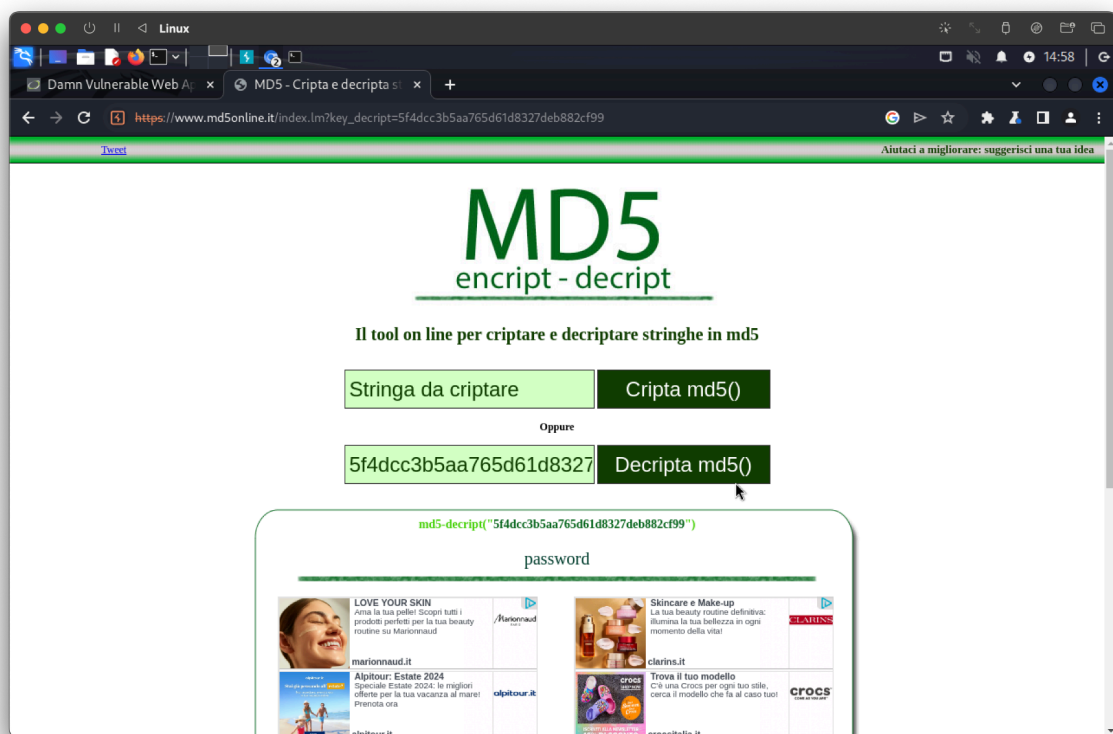 Linux
14:58
Damn Vulnerable Web Ap
MD5 - Cripta e decripta st
https://www.md5online.it/index.lm?key_decript=5f4dcc3b5aa765d61d8327deb882cf99
Tweet
Aiutaci a migliorare: suggerisci una tua idea
MD5
encript - decript
Il tool on line per criptare e decriptare stringhe in md5
Stringa da criptare
Cripta md5()
Oppure
5f4dcc3b5aa765d61d8327
Decripta md5()
md5-decript("5f4dcc3b5aa765d61d8327deb882cf99")
password
LOVE YOUR SKIN
Ama la tua pelle! Scopri tutti i
prodotti perfetti per la tua beauty
routine su Marionnaud
Marionnaud
marionnaud.it
Skincare e Make-up
La tua beauty routine definitiva:
illumina la tua bellezza in ogni
momento della vita!
CLARINS
clarins.it
Alpitour: Estate 2024
Speciale Estate 2024: le migliori
offerte per la tua vacanza al mare!
Prenota ora
alpitour.it
alpitour.it
Trova il tuo modello
C'è una Crocs per ogni tuo stile,
cerca il modello che fa al caso tuo!
crocs
crocsitalia.it